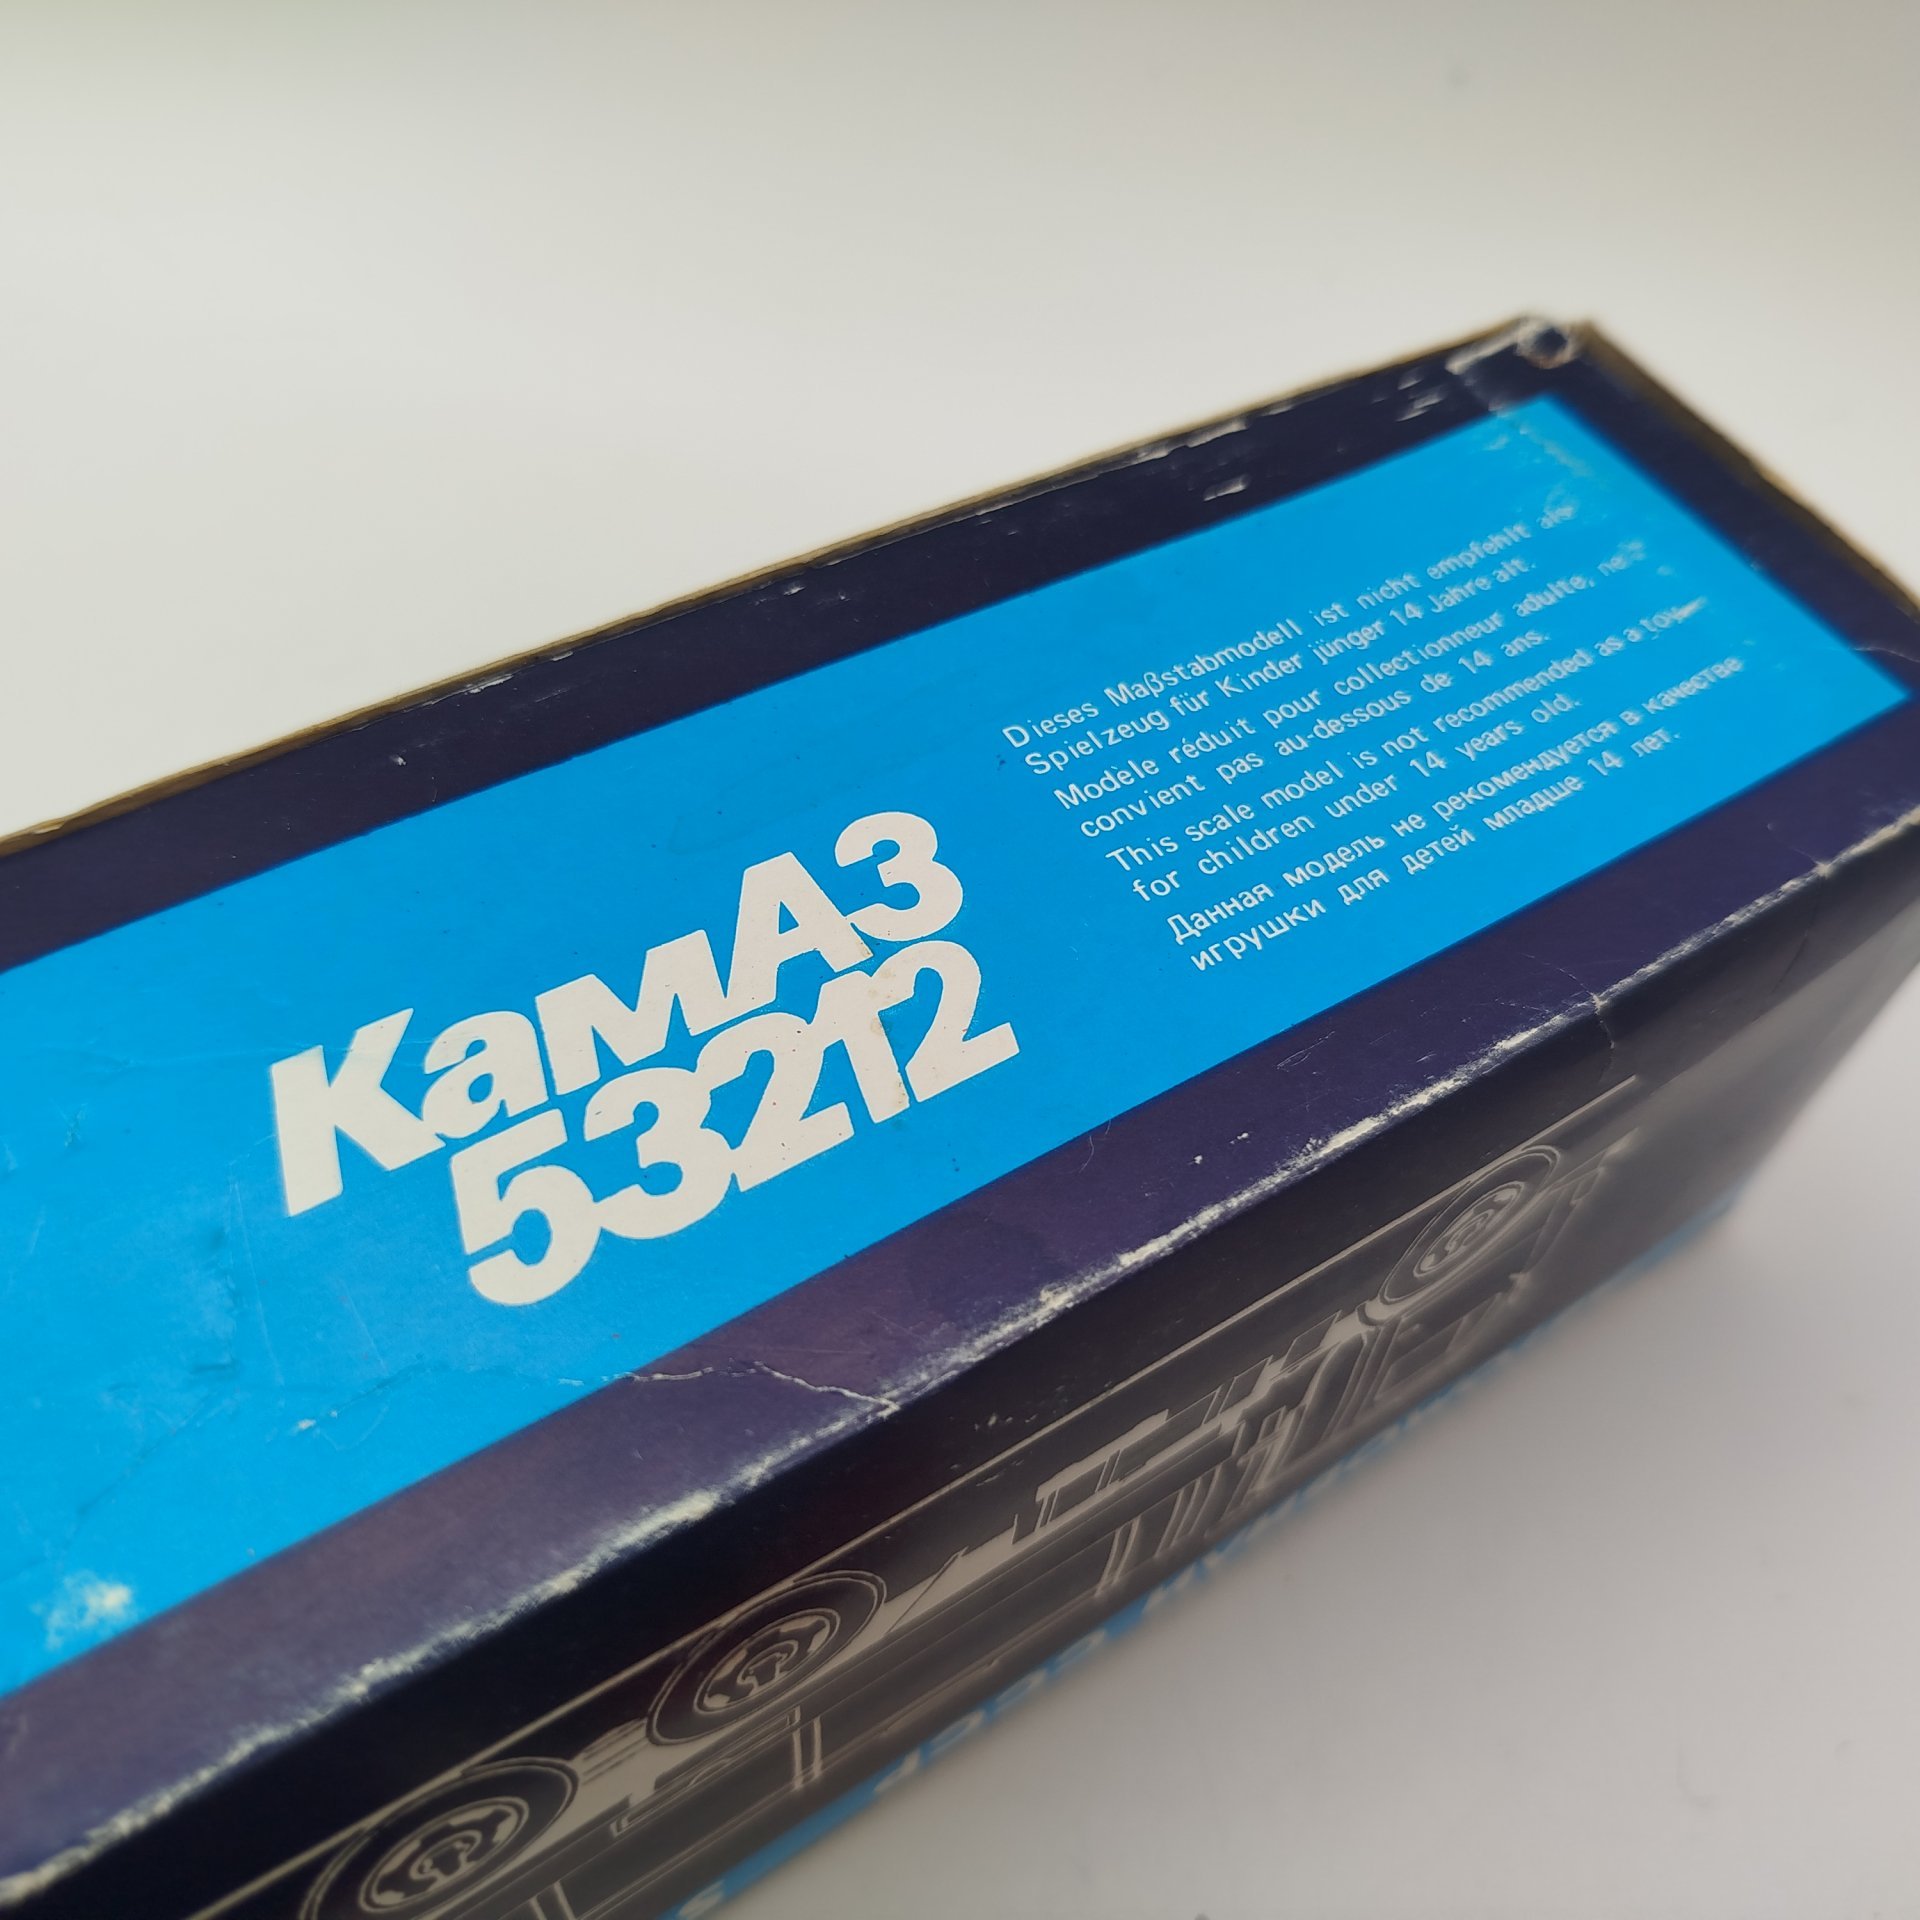 КамАЗ
53212
Dieses Maßstabmodell ist nicht empfehlt als
Spielzeug für Kinder jünger 14 Jahre alt.
Modèle réduit pour collectionneur adulte, ne
convient pas au-dessous de 14 ans.
This scale model is not recommended as a toy
for children under 14 years old.
Данная модель не рекомендуется в качестве
игрушки для детей младше 14 лет.